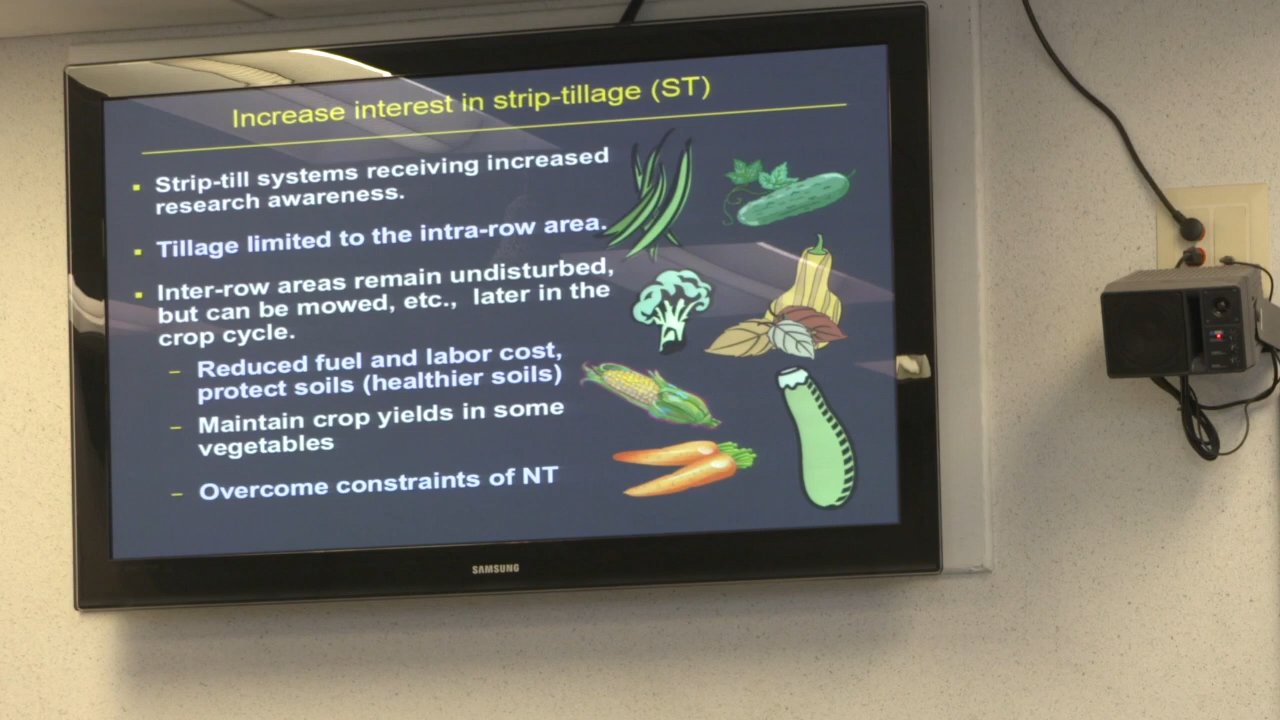 Increase interest in strip-tillage (ST)
▪ Strip-till systems receiving increased
research awareness.
▪ Tillage limited to the intra-row area.
▪ Inter-row areas remain undisturbed,
but can be mowed, etc., later in the
crop cycle.
– Reduced fuel and labor cost,
protect soils (healthier soils)
– Maintain crop yields in some
vegetables
– Overcome constraints of NT
SAMSUNG